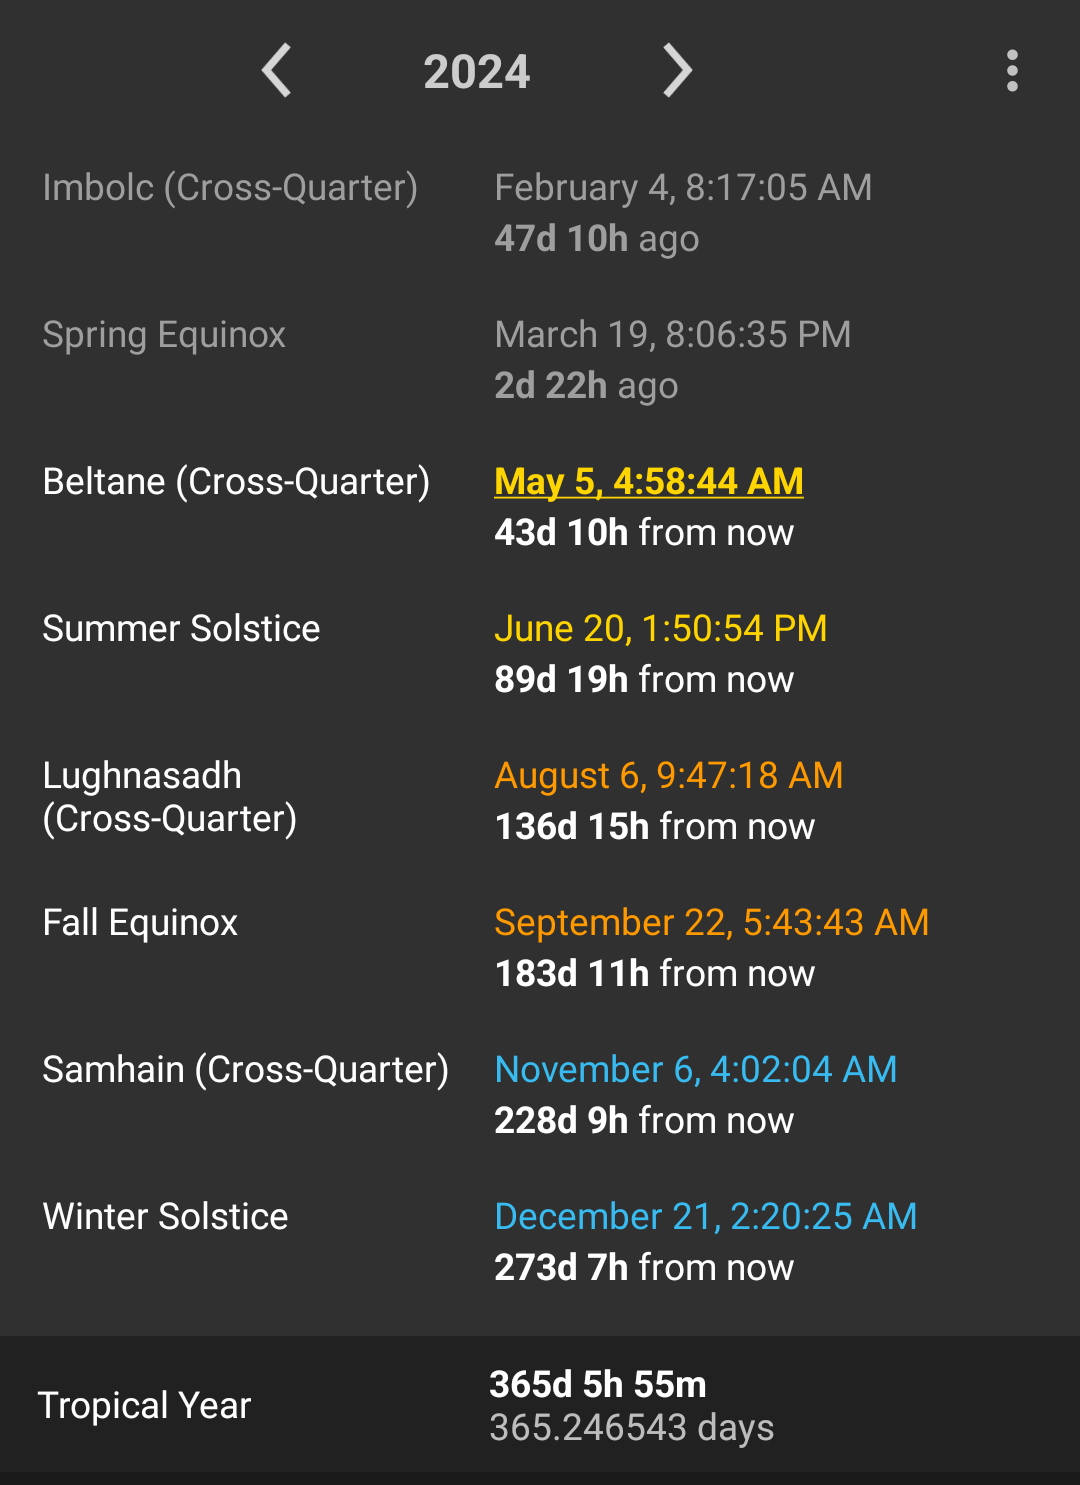 2024
Imbolc (Cross-Quarter)
February 4, 8:17:05 AM
47d 10h ago
Spring Equinox
March 19, 8:06:35 PM
2d 22h ago
Beltane (Cross-Quarter)
May 5, 4:58:44 AM
43d 10h from now
Summer Solstice
June 20, 1:50:54 PM
89d 19h from now
Lughnasadh
(Cross-Quarter)
August 6, 9:47:18 AM
136d 15h from now
Fall Equinox
September 22, 5:43:43 AM
183d 11h from now
Samhain (Cross-Quarter)
November 6, 4:02:04 AM
228d 9h from now
Winter Solstice
December 21, 2:20:25 AM
273d 7h from now
Tropical Year
365d 5h 55m
365.246543 days